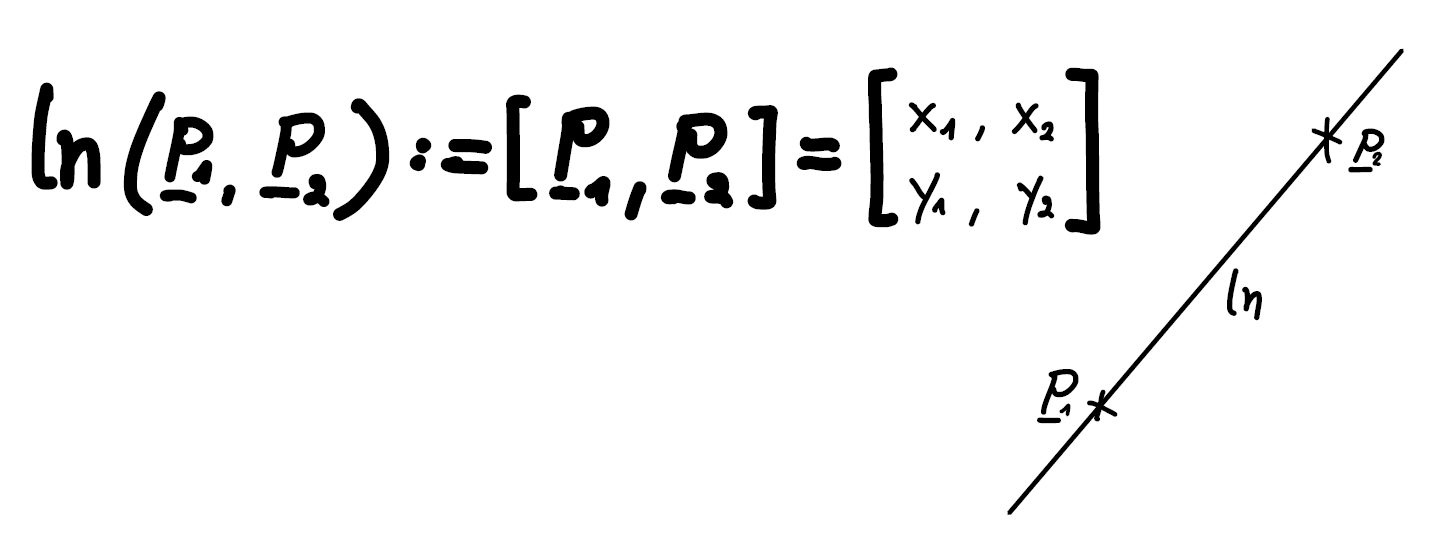 ln(P₁, P₂) := [P₁, P₂] = [x₁, x₂
y₁, y₂]
P₂
ln
P₁